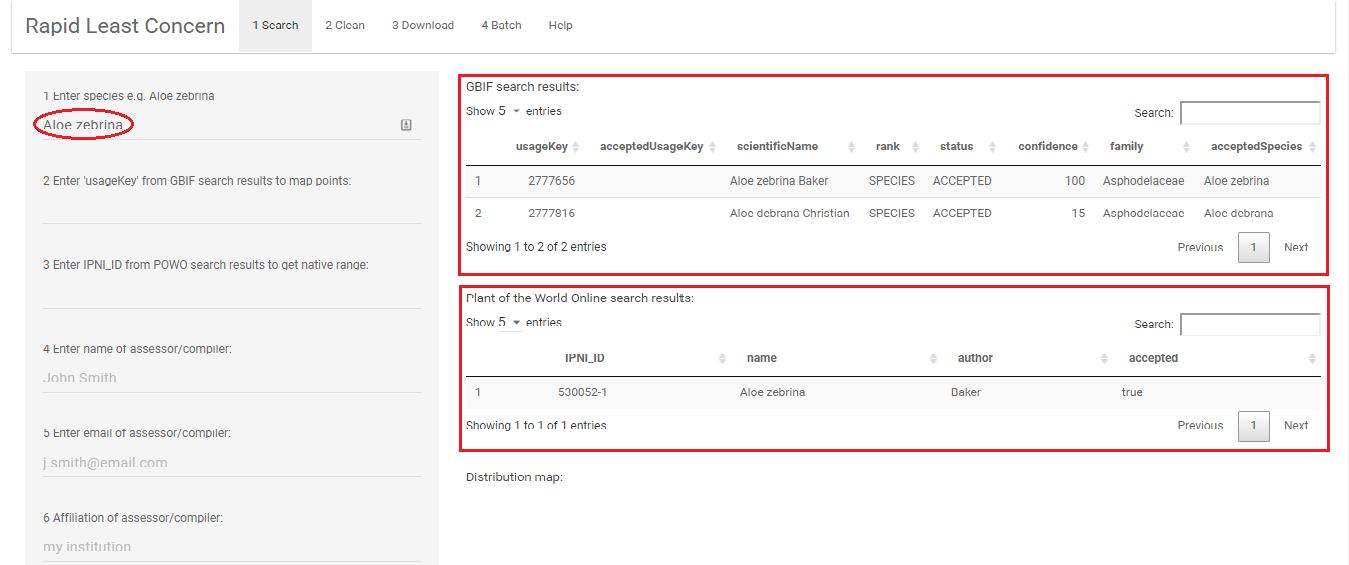 Rapid Least Concern 1 Search 2 Clean 3 Download 4 Batch Help
1 Enter species e.g. Aloe zebrina
Aloe zebrina
2 Enter 'usageKey' from GBIF search results to map points:
3 Enter IPNI_ID from POWO search results to get native range:
4 Enter name of assessor/compiler:
John Smith
5 Enter email of assessor/compiler:
j.smith@email.com
6 Affiliation of assessor/compiler:
my institution
GBIF search results:
Show 5 entries Search:
usageKey acceptedUsageKey scientificName rank status confidence family acceptedSpecies
1 2777656 Aloe zebrina Baker SPECIES ACCEPTED 100 Asphodelaceae Aloe zebrina
2 2777816 Aloe debrana Christian SPECIES ACCEPTED 15 Asphodelaceae Aloe debrana
Showing 1 to 2 of 2 entries Previous 1 Next
Plant of the World Online search results:
Show 5 entries Search:
IPNI_ID name author accepted
1 530052-1 Aloe zebrina Baker true
Showing 1 to 1 of 1 entries Previous 1 Next
Distribution map: